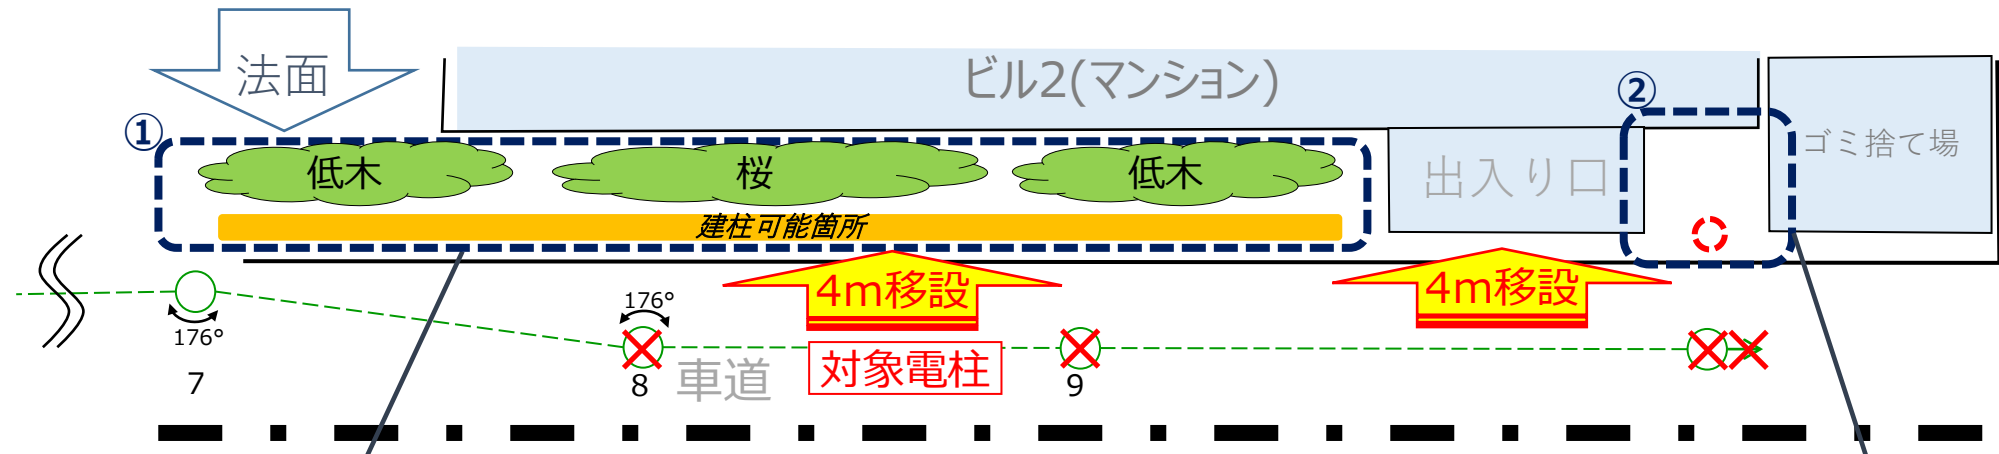 法面
ビル2(マンション)
②
①
ゴミ捨て場
低木
桜
低木
出入り口
建柱可能箇所
4m移設
4m移設
176°
176°
対象電柱
車道
7
8
9